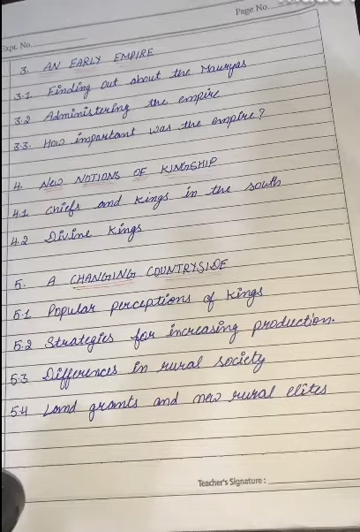 Page No.
Expt. No.
3. AN EARLY EMPIRE
3.1 Finding out about the Mauryas
3.2 Administering the empire
3.3. How important was the empire?
4. NEW NOTIONS OF KINGSHIP
4.1 Chiefs and kings in the south
4.2 Divine Kings
5. A CHANGING COUNTRYSIDE
5.1 Popular perceptions of kings
5.2 Strategies for increasing production.
5.3 Differences in rural society
5.4 Land grants and new rural elites
Teacher's Signature :